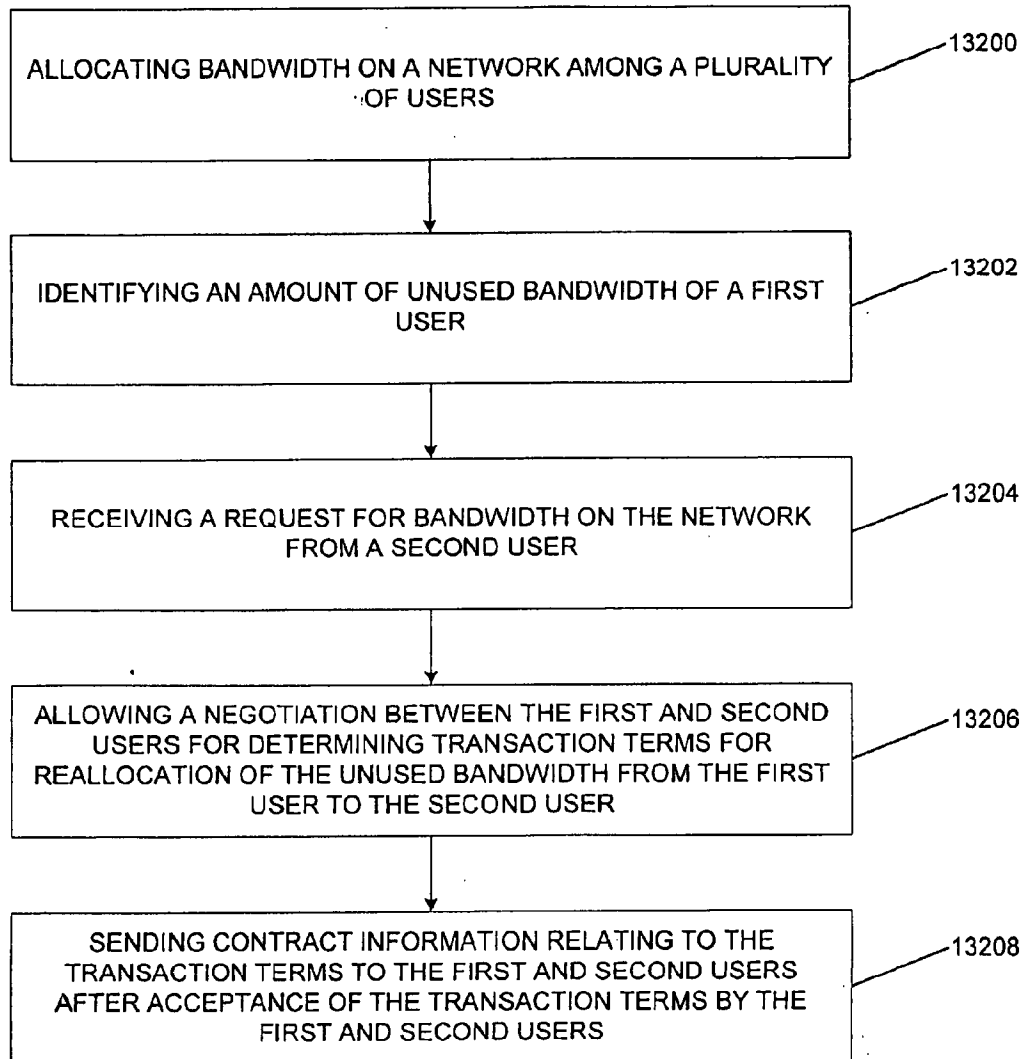 ALLOCATING BANDWIDTH ON A NETWORK AMONG A PLURALITY
OF USERS
13200
IDENTIFYING AN AMOUNT OF UNUSED BANDWIDTH OF A FIRST
USER
13202
RECEIVING A REQUEST FOR BANDWIDTH ON THE NETWORK
FROM A SECOND USER
13204
ALLOWING A NEGOTIATION BETWEEN THE FIRST AND SECOND
USERS FOR DETERMINING TRANSACTION TERMS FOR
REALLOCATION OF THE UNUSED BANDWIDTH FROM THE FIRST
USER TO THE SECOND USER
13206
SENDING CONTRACT INFORMATION RELATING TO THE
TRANSACTION TERMS TO THE FIRST AND SECOND USERS
AFTER ACCEPTANCE OF THE TRANSACTION TERMS BY THE
FIRST AND SECOND USERS
13208